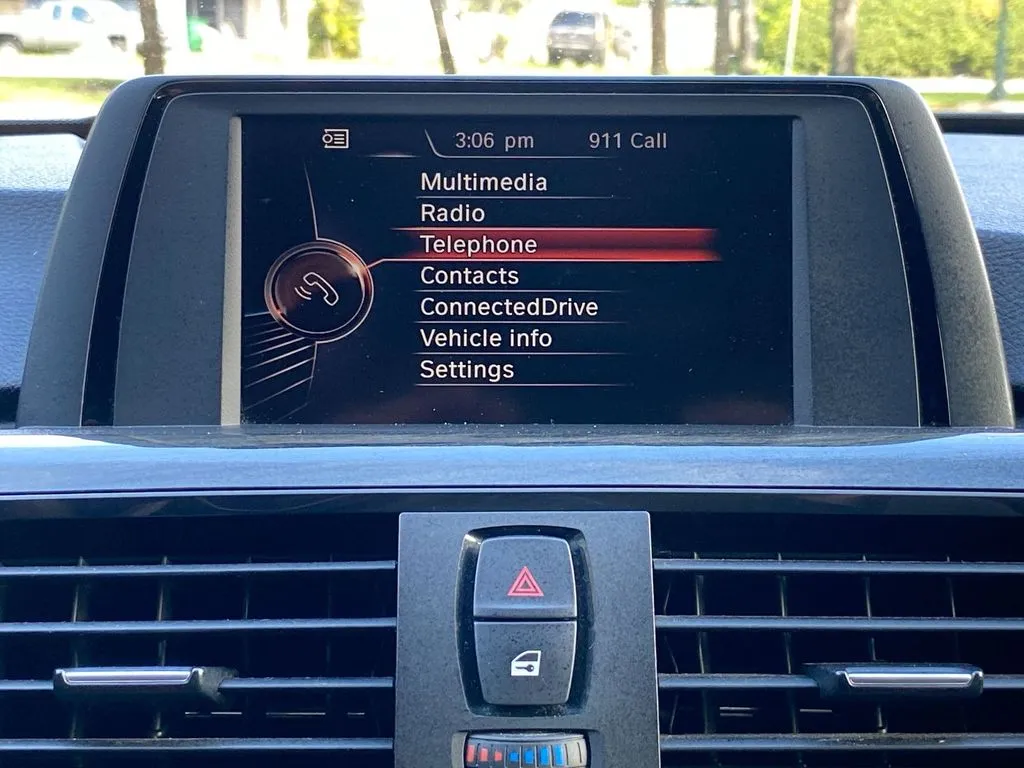 3:06 pm 911 Call
Multimedia
Radio
Telephone
Contacts
ConnectedDrive
Vehicle info
Settings